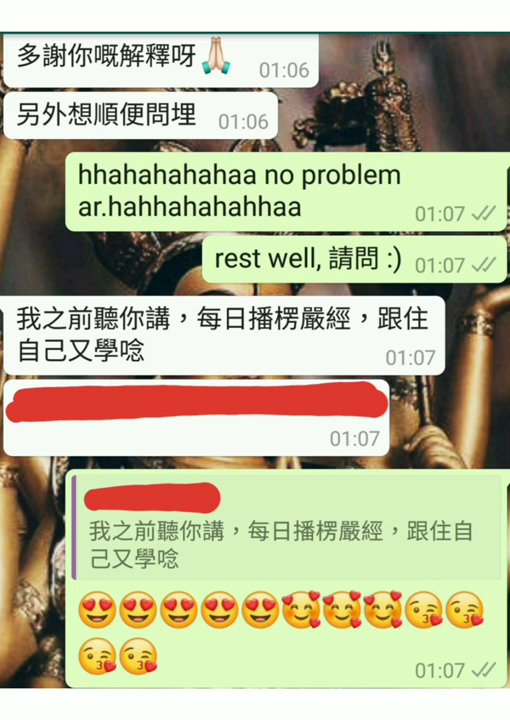 多謝你嘅解釋呀🙏🏻 01:06
另外想順便問埋 01:06
hhahahahahaa no problem
ar.hahhahahahhaa 01:07
rest well, 請問 :) 01:07
我之前聽你講，每日播楞嚴經，跟住
自己又學唸 01:07
01:07
我之前聽你講，每日播楞嚴經，跟住自
己又學唸
😍😍😍😍😍🥰🥰🥰😘😘
😘😘 01:07